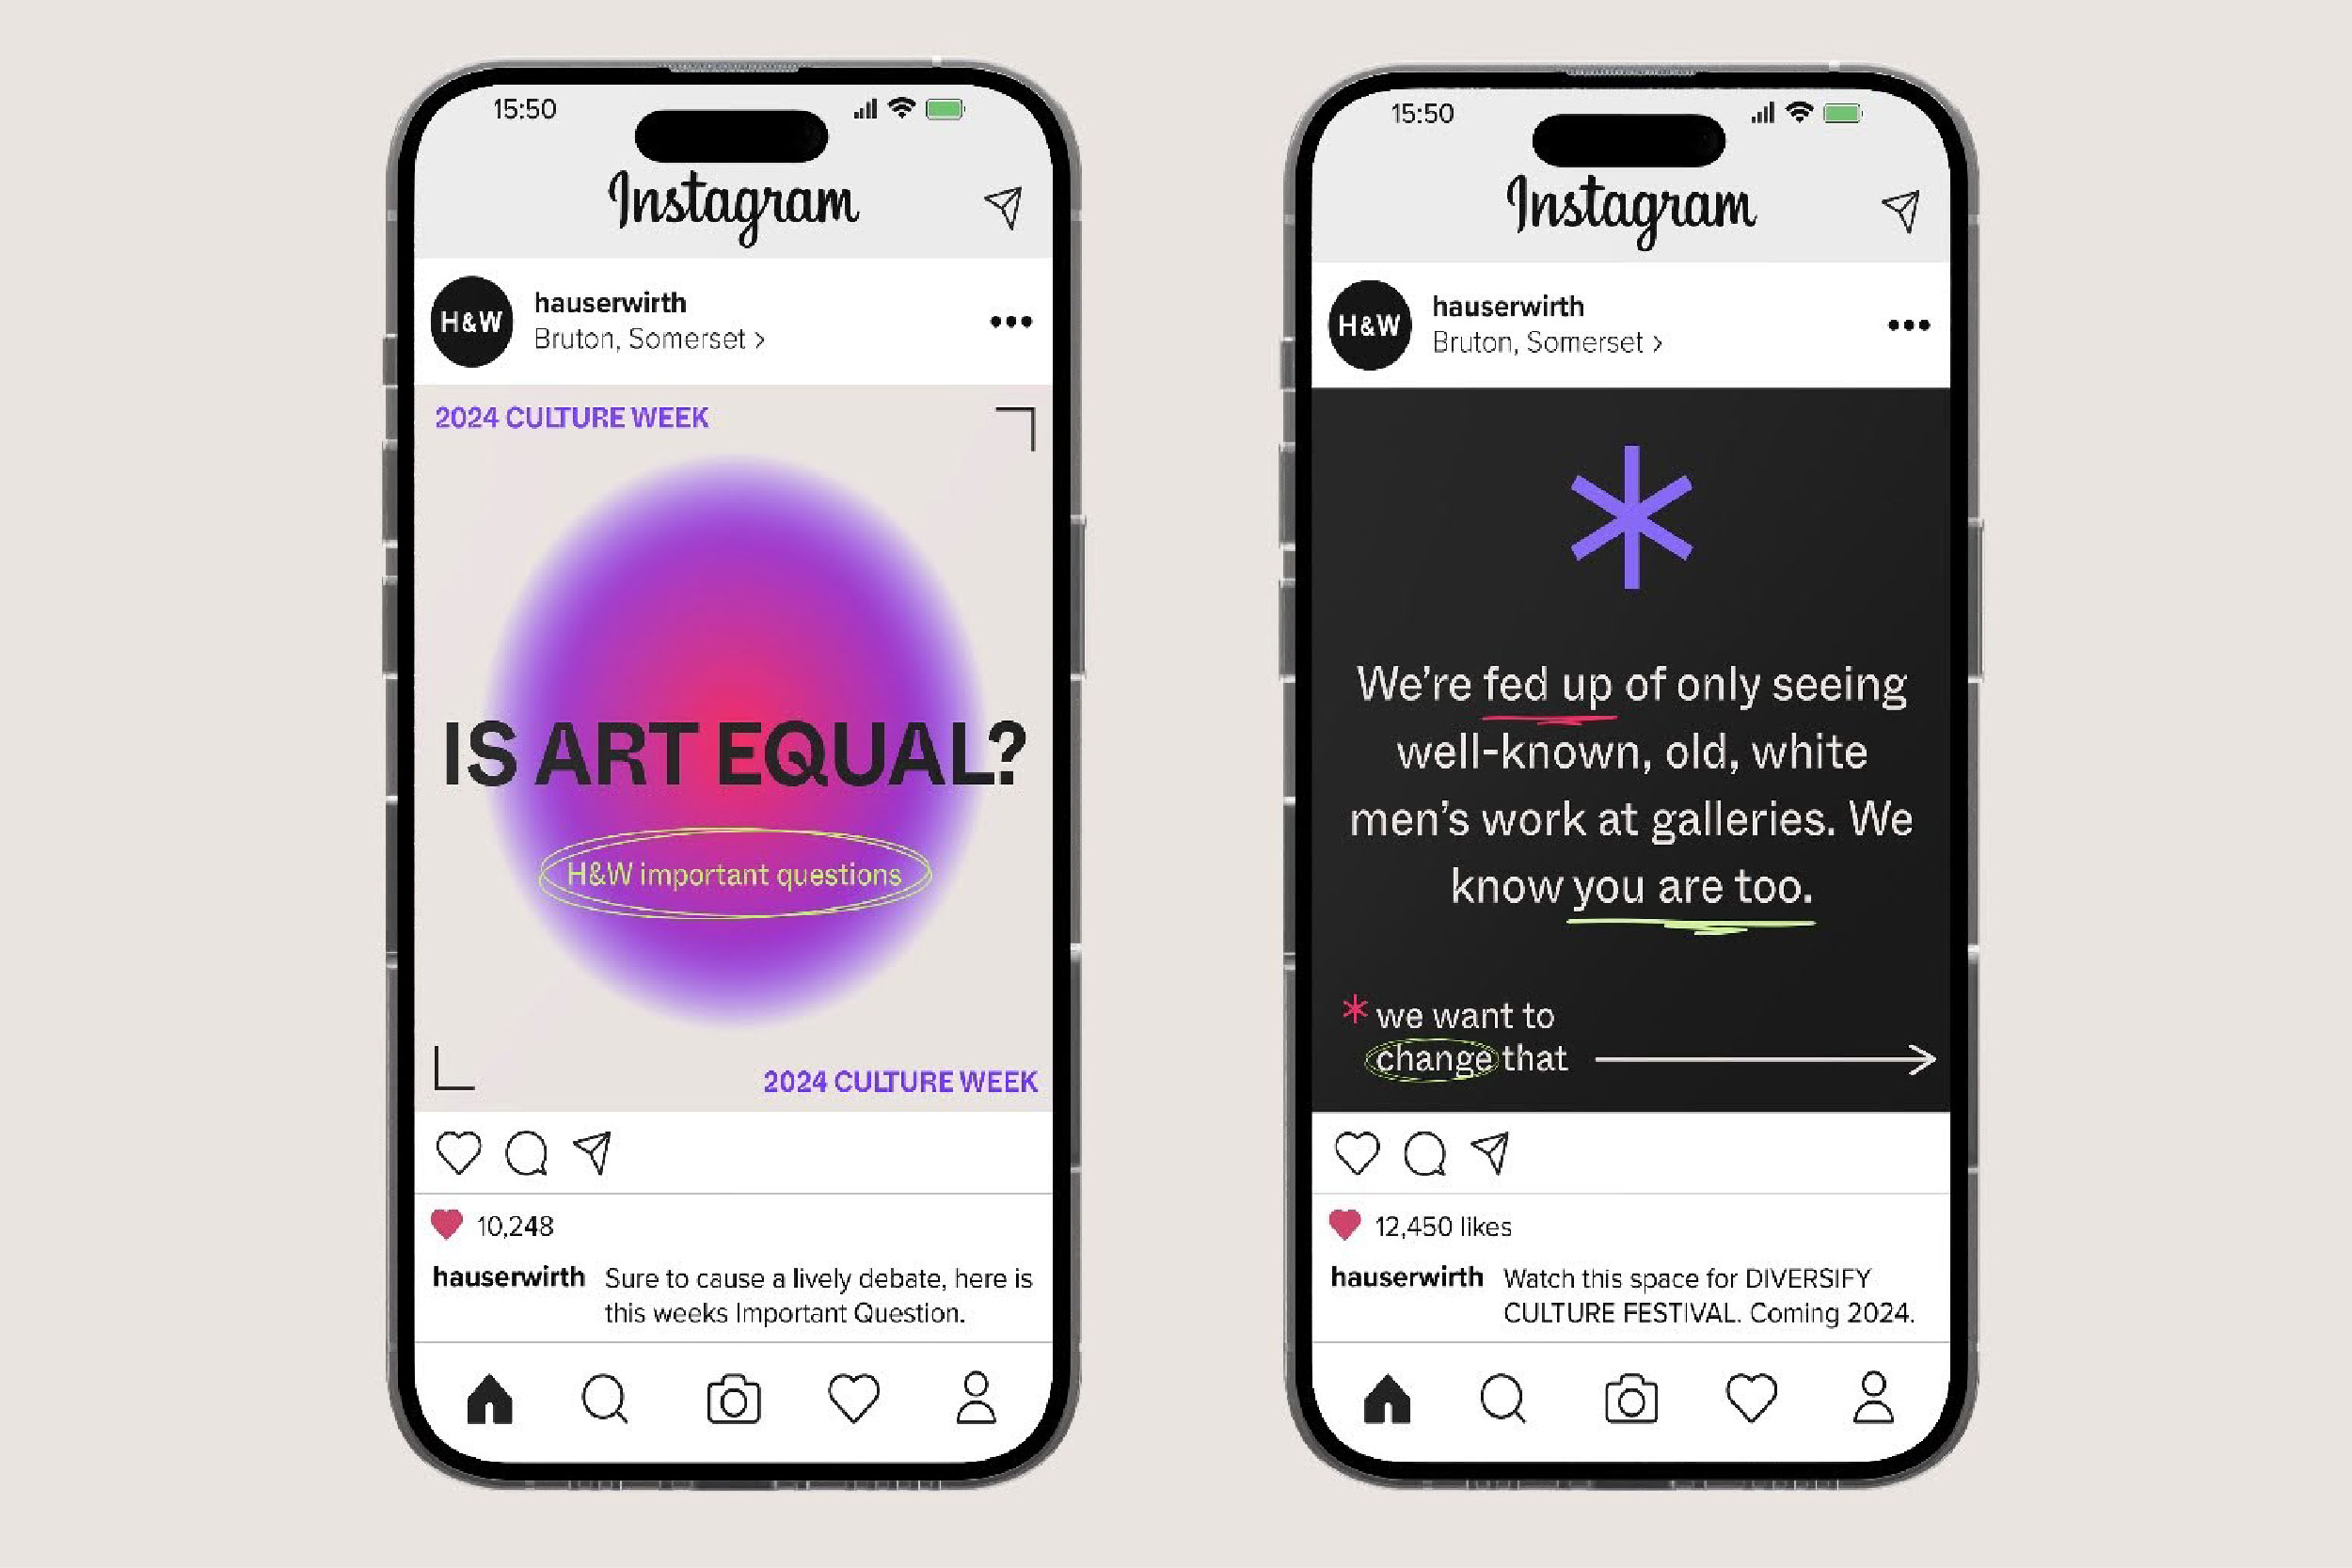 15:50
Instagram
H&W
hauserwirth
Bruton, Somerset >
2024 CULTURE WEEK
IS ART EQUAL?
H&W important questions
2024 CULTURE WEEK
10,248
hauserwirth Sure to cause a lively debate, here is
this weeks Important Question.
15:50
Instagram
H&W
hauserwirth
Bruton, Somerset >
We’re fed up of only seeing
well-known, old, white
men’s work at galleries. We
know you are too.
* we want to
change that
12,450 likes
hauserwirth Watch this space for DIVERSIFY
CULTURE FESTIVAL. Coming 2024.